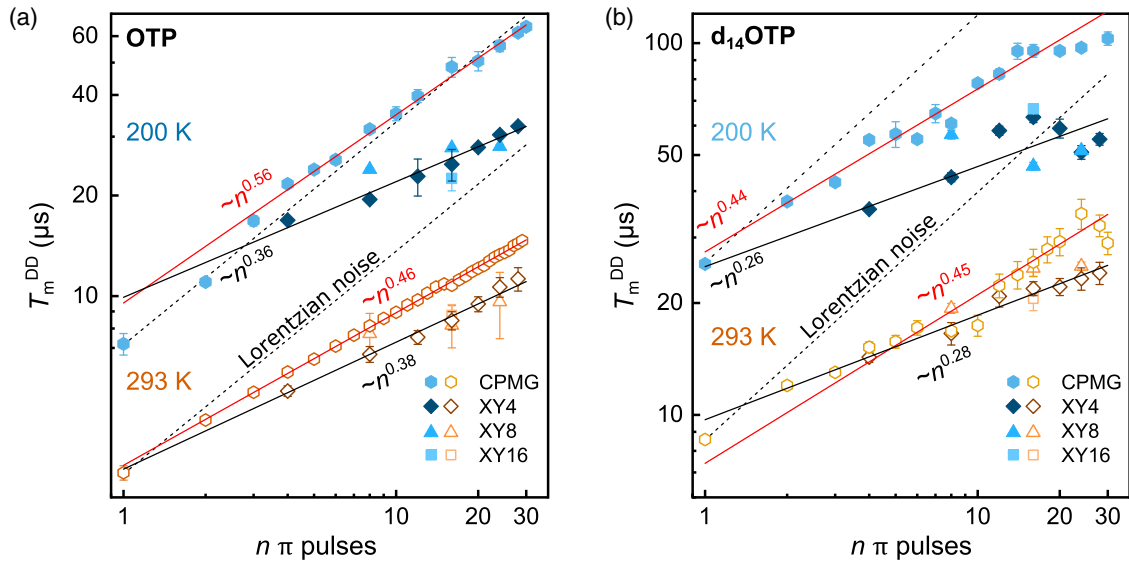 (a)
OTP
60
40
20
10
200 K
293 K
~n^0.56
~n^0.36
Lorentzian noise
~n^0.46
~n^0.38
CPMG
XY4
XY8
XY16
T_m^DD (µs)
1
10
20
30
n π pulses
(b)
d₁₄OTP
100
50
20
10
200 K
293 K
~n^0.44
~n^0.26
Lorentzian noise
~n^0.45
~n^0.28
CPMG
XY4
XY8
XY16
T_m^DD (µs)
1
10
20
30
n π pulses